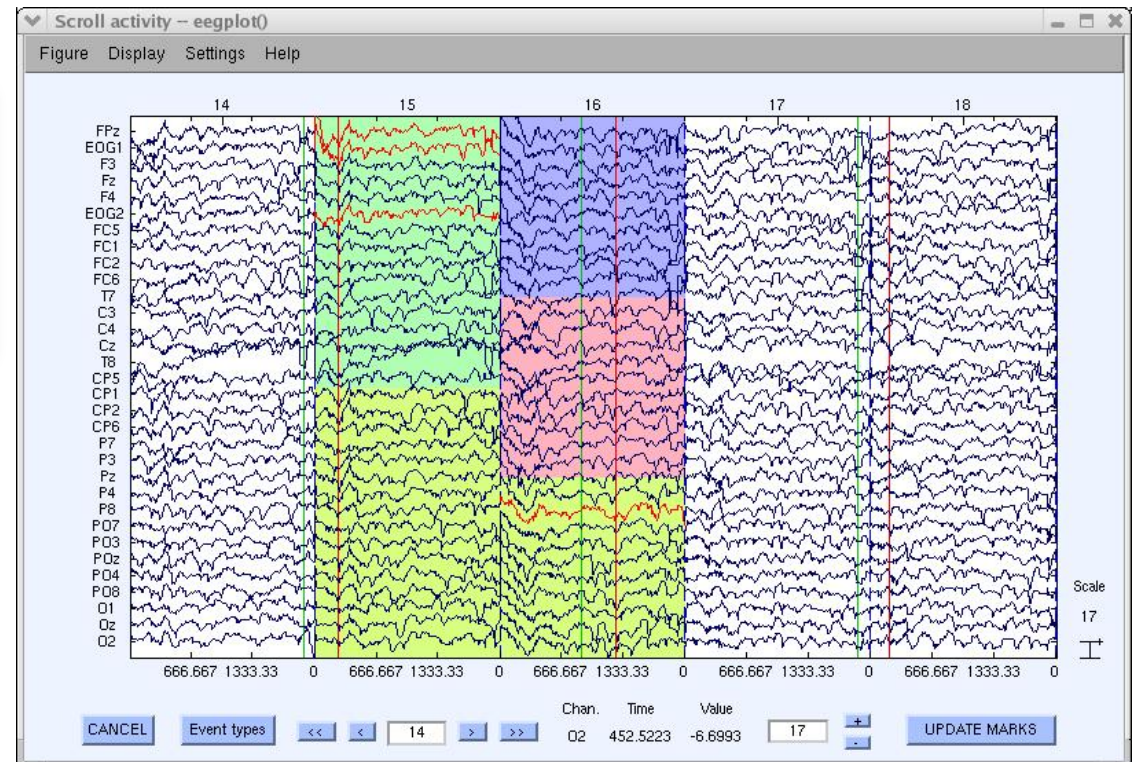 Scroll activity -- eegplot()
Figure Display Settings Help
14 15 16 17 18
FPz
EOG1
F3
Fz
F4
EOG2
FC5
FC1
FC2
FC6
T7
C3
C4
Cz
T8
CP5
CP1
CP2
CP6
P7
P3
Pz
P4
P8
PO7
PO3
POz
PO4
PO8
O1
Oz
O2
Scale
17
666.667 1333.33 0 666.667 1333.33 0 666.667 1333.33 0 666.667 1333.33 0 666.667 1333.33 0
Chan. Time Value
CANCEL Event types << < 14 > >> O2 452.5223 -6.6993 17 + - UPDATE MARKS